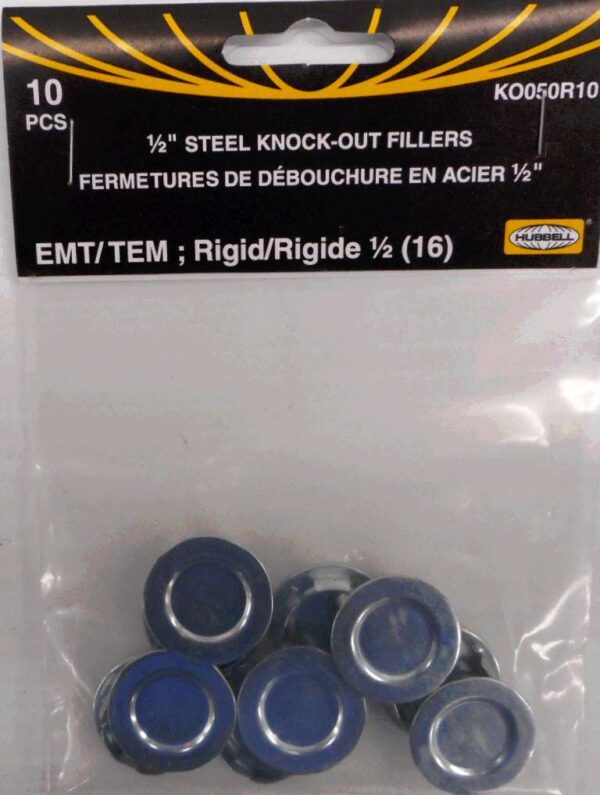 10
PCS
KO050R10
½" STEEL KNOCK-OUT FILLERS
FERMETURES DE DÉBOUCHURE EN ACIER ½"
EMT/ TEM ; Rigid/Rigide ½ (16)
HUBBELL
®